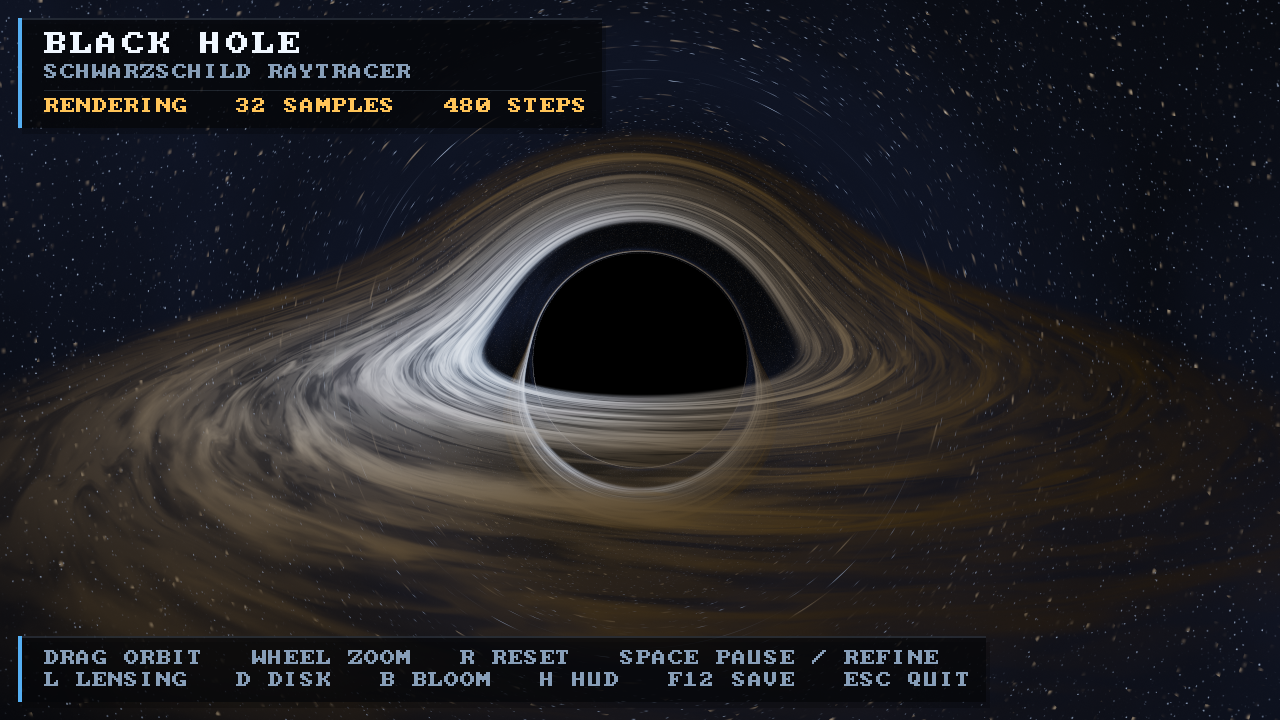 BLACK HOLE
SCHWARZSCHILD RAYTRACER
RENDERING 32 SAMPLES 480 STEPS
DRAG ORBIT WHEEL ZOOM R RESET SPACE PAUSE / REFINE
L LENSING D DISK B BLOOM H HUD F12 SAVE ESC QUIT